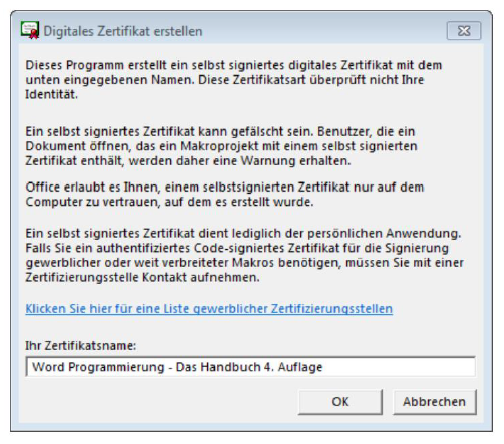 Digitales Zertifikat erstellen
Dieses Programm erstellt ein selbst signiertes digitales Zertifikat mit dem
unten eingegebenen Namen. Diese Zertifikatsart überprüft nicht Ihre
Identität.
Ein selbst signiertes Zertifikat kann gefälscht sein. Benutzer, die ein
Dokument öffnen, das ein Makroprojekt mit einem selbst signierten
Zertifikat enthält, werden daher eine Warnung erhalten.
Office erlaubt es Ihnen, einem selbstsignierten Zertifikat nur auf dem
Computer zu vertrauen, auf dem es erstellt wurde.
Ein selbst signiertes Zertifikat dient lediglich der persönlichen Anwendung.
Falls Sie ein authentifiziertes Code-signiertes Zertifikat für die Signierung
gewerblicher oder weit verbreiteter Makros benötigen, müssen Sie mit einer
Zertifizierungsstelle Kontakt aufnehmen.
Klicken Sie hier für eine Liste gewerblicher Zertifizierungsstellen
Ihr Zertifikatsname:
Word Programmierung - Das Handbuch 4. Auflage
OK Abbrechen